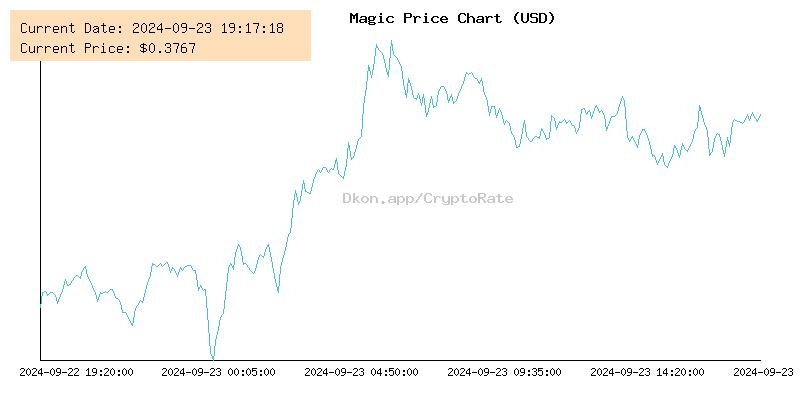 Magic Price Chart (USD)
Current Date: 2024-09-23 19:17:18
Current Price: $0.3767
Dkon.app/CryptoRate
2024-09-22 19:20:00 2024-09-23 00:05:00 2024-09-23 04:50:00 2024-09-23 09:35:00 2024-09-23 14:20:00 2024-09-23